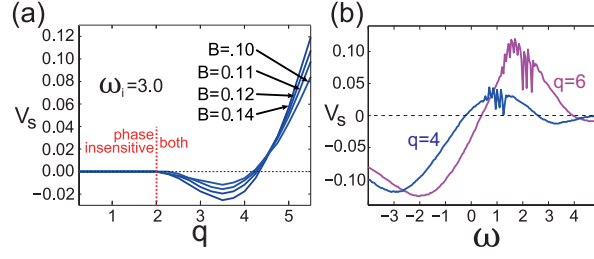 (a)
0.12
0.10
0.08
0.06
0.04
0.02
0.00
−0.02
V_s
ω_i=3.0
B=.10
B=0.11
B=0.12
B=0.14
phase insensitive
both
1 2 3 4 5
q
(b)
0.10
0.05
0
−0.05
−0.10
V_s
q=6
q=4
−3 −2 −1 0 1 2 3 4
ω